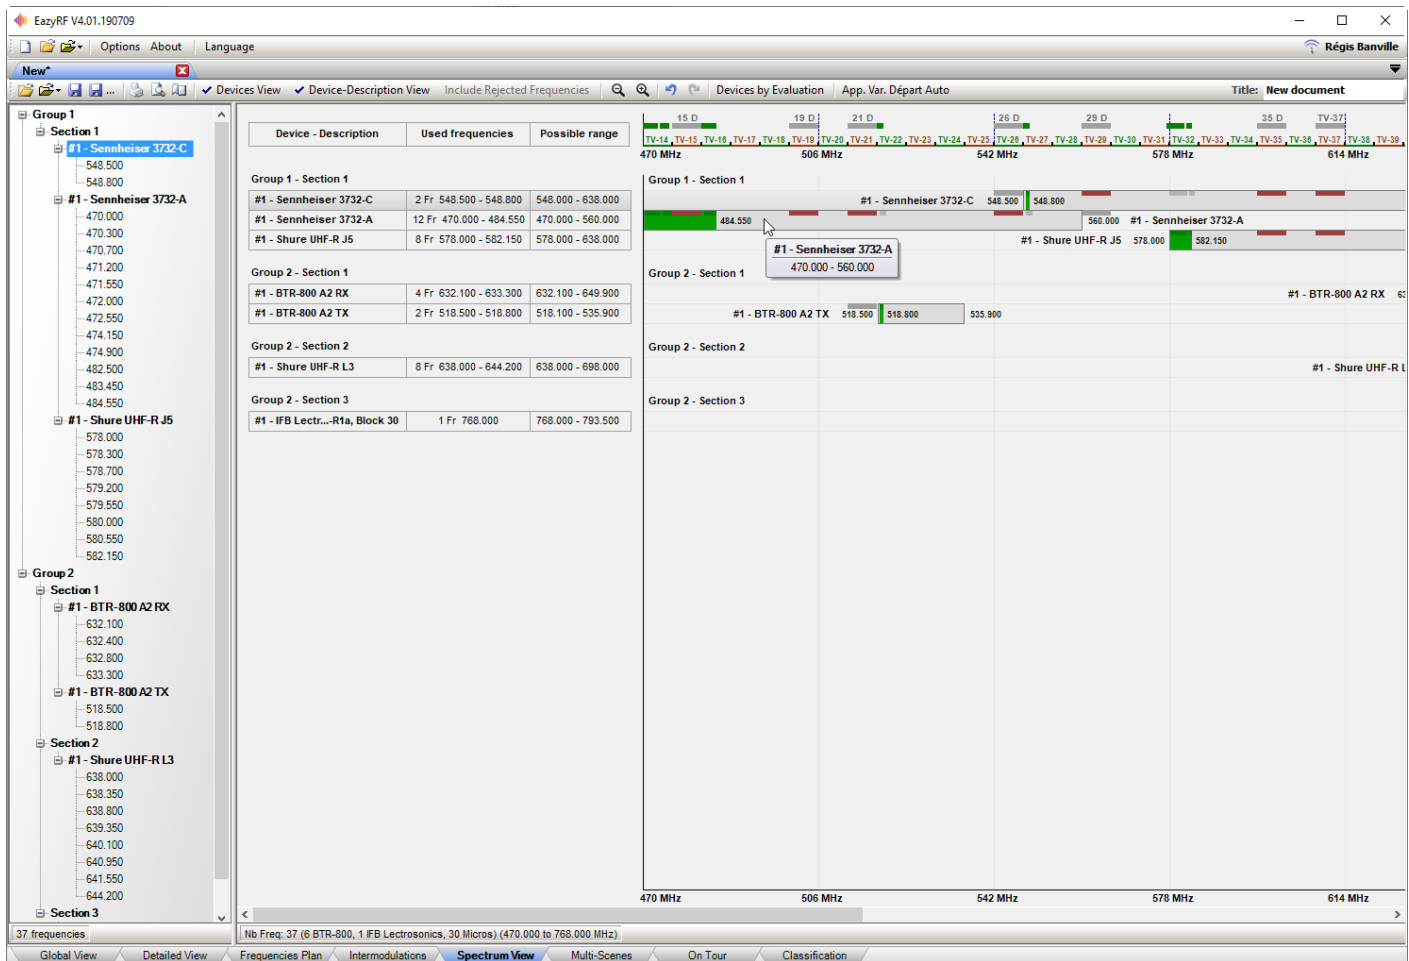 EazyRF V4.01.190709
Options About Language
Régis Banville
New*
Devices View Device-Description View Include Rejected Frequencies Devices by Evaluation App. Var. Départ Auto Title: New document
Group 1
Section 1
#1 - Sennheiser 3732-C
548.500
548.800
#1 - Sennheiser 3732-A
470.000
470.300
470.700
471.200
471.550
472.000
472.550
474.150
474.900
482.500
483.450
484.550
#1 - Shure UHF-R J5
578.000
578.300
578.700
579.200
579.550
580.000
580.550
582.150
Group 2
Section 1
#1 - BTR-800 A2 RX
632.100
632.400
632.800
633.300
#1 - BTR-800 A2 TX
518.500
518.800
Section 2
#1 - Shure UHF-R L3
638.000
638.350
638.800
639.350
640.100
640.950
641.550
644.200
Section 3
37 frequencies
Device - Description Used frequencies Possible range
Group 1 - Section 1
#1 - Sennheiser 3732-C 2 Fr 548.500 - 548.800 548.000 - 638.000
#1 - Sennheiser 3732-A 12 Fr 470.000 - 484.550 470.000 - 560.000
#1 - Shure UHF-R J5 8 Fr 578.000 - 582.150 578.000 - 638.000
Group 2 - Section 1
#1 - BTR-800 A2 RX 4 Fr 632.100 - 633.300 632.100 - 649.900
#1 - BTR-800 A2 TX 2 Fr 518.500 - 518.800 518.100 - 535.900
Group 2 - Section 2
#1 - Shure UHF-R L3 8 Fr 638.000 - 644.200 638.000 - 698.000
Group 2 - Section 3
#1 - IFB Lectr...-R1a, Block 30 1 Fr 768.000 768.000 - 793.500
15 D 19 D 21 D 26 D 29 D 35 D TV-37
TV-14 TV-15 TV-16 TV-17 TV-18 TV-19 TV-20 TV-21 TV-22 TV-23 TV-24 TV-25 TV-26 TV-27 TV-28 TV-29 TV-30 TV-31 TV-32 TV-33 TV-34 TV-35 TV-36 TV-37 TV-38 TV-39
470 MHz 506 MHz 542 MHz 578 MHz 614 MHz
Group 1 - Section 1
#1 - Sennheiser 3732-C 548.500 548.800
484.550 560.000 #1 - Sennheiser 3732-A
#1 - Shure UHF-R J5 578.000 582.150
#1 - Sennheiser 3732-A
470.000 - 560.000
Group 2 - Section 1
#1 - BTR-800 A2 RX
#1 - BTR-800 A2 TX 518.500 518.800 535.900
Group 2 - Section 2
#1 - Shure UHF-R L
Group 2 - Section 3
470 MHz 506 MHz 542 MHz 578 MHz 614 MHz
Nb Freq: 37 (6 BTR-800, 1 IFB Lectrosonics, 30 Micros) (470.000 to 768.000 MHz)
Global View Detailed View Frequencies Plan Intermodulations Spectrum View Multi-Scenes On Tour Classification